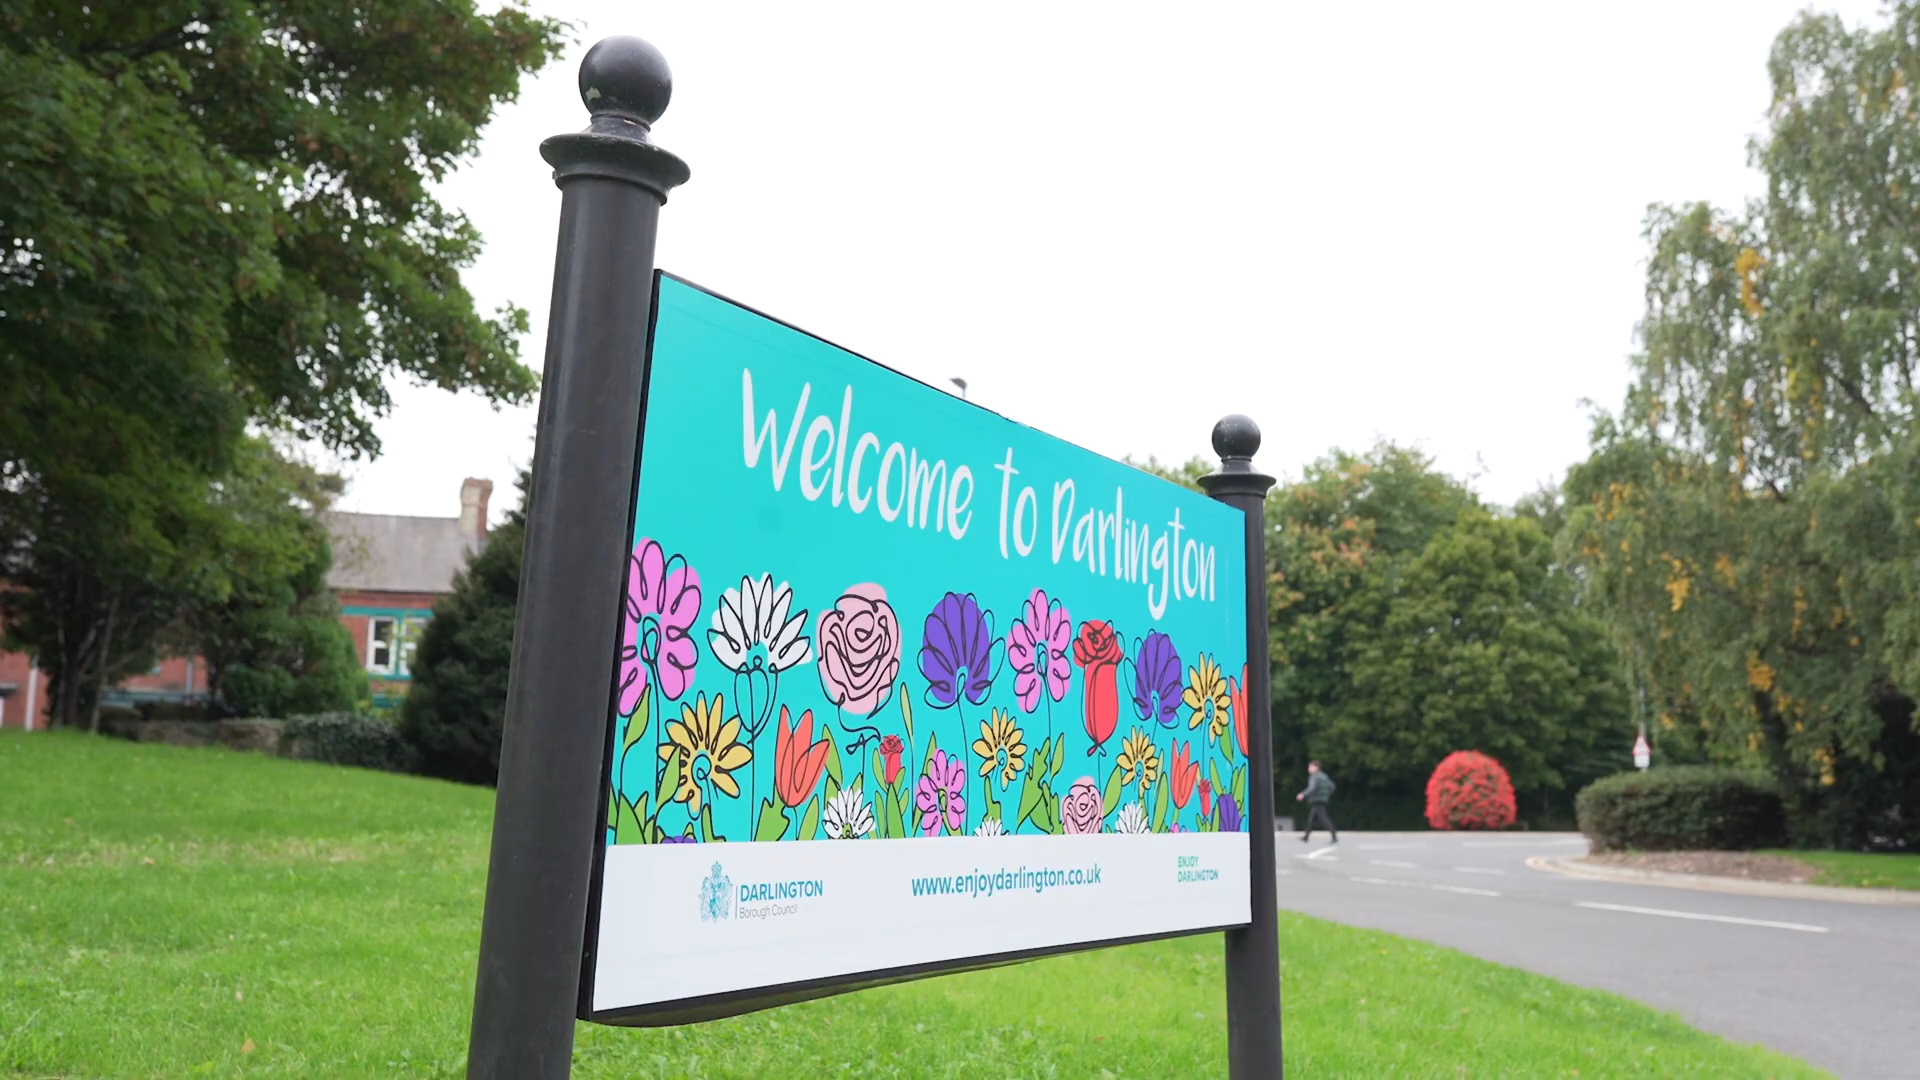 Welcome to Darlington
DARLINGTON
Borough Council
www.enjoydarlington.co.uk
ENJOY
DARLINGTON